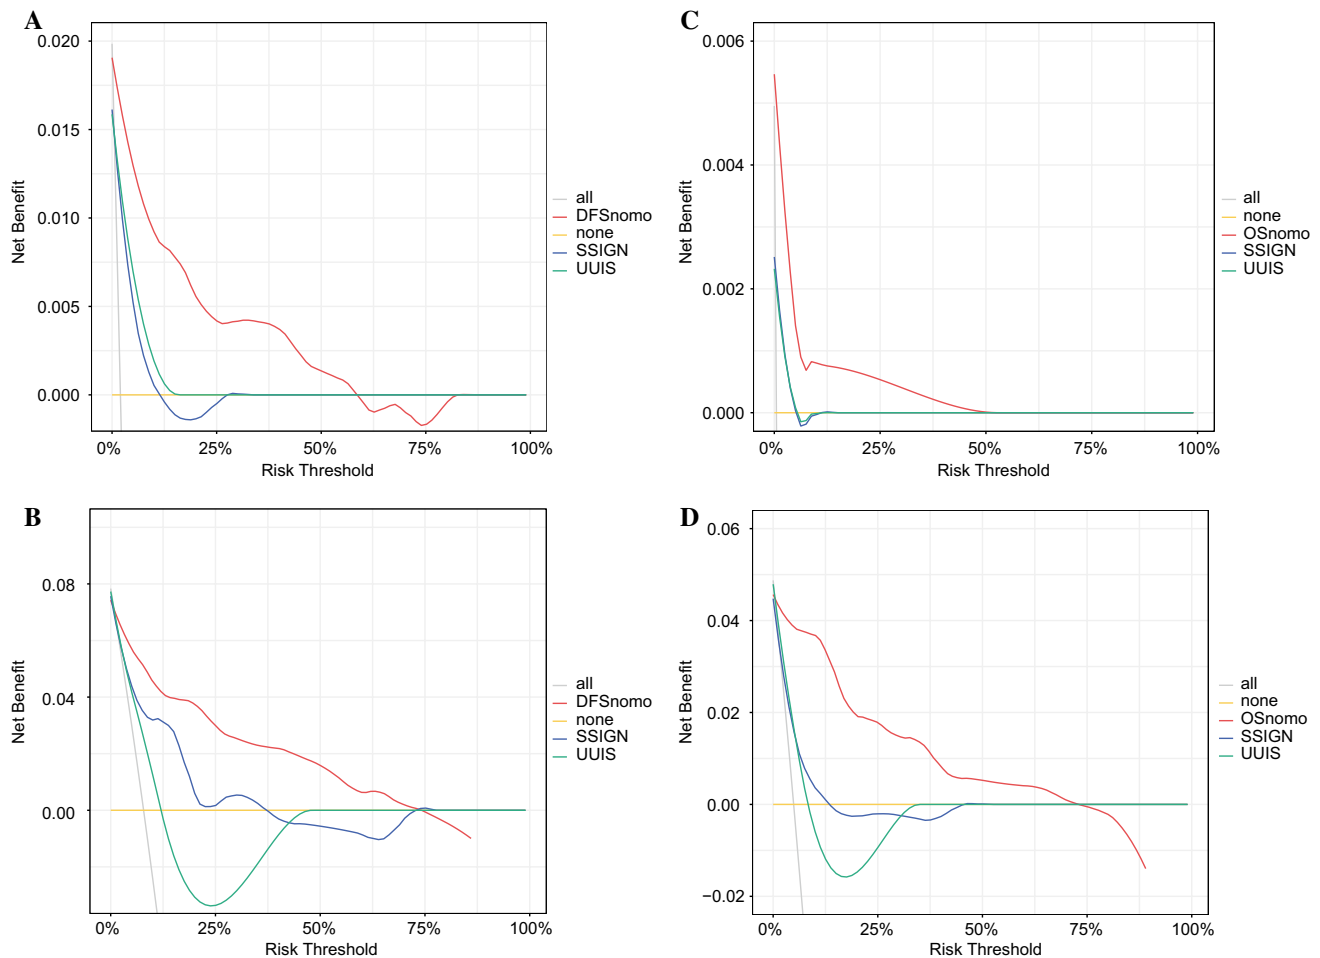 A
0.020
0.015
0.010
0.005
0.000
Net Benefit
0%
25%
50%
75%
100%
Risk Threshold
all
DFSnomo
none
SSIGN
UUIS
C
0.006
0.004
0.002
0.000
Net Benefit
0%
25%
50%
75%
100%
Risk Threshold
all
none
OSnomo
SSIGN
UUIS
B
0.08
0.04
0.00
Net Benefit
0%
25%
50%
75%
100%
Risk Threshold
all
DFSnomo
none
SSIGN
UUIS
D
0.06
0.04
0.02
0.00
−0.02
Net Benefit
0%
25%
50%
75%
100%
Risk Threshold
all
none
OSnomo
SSIGN
UUIS